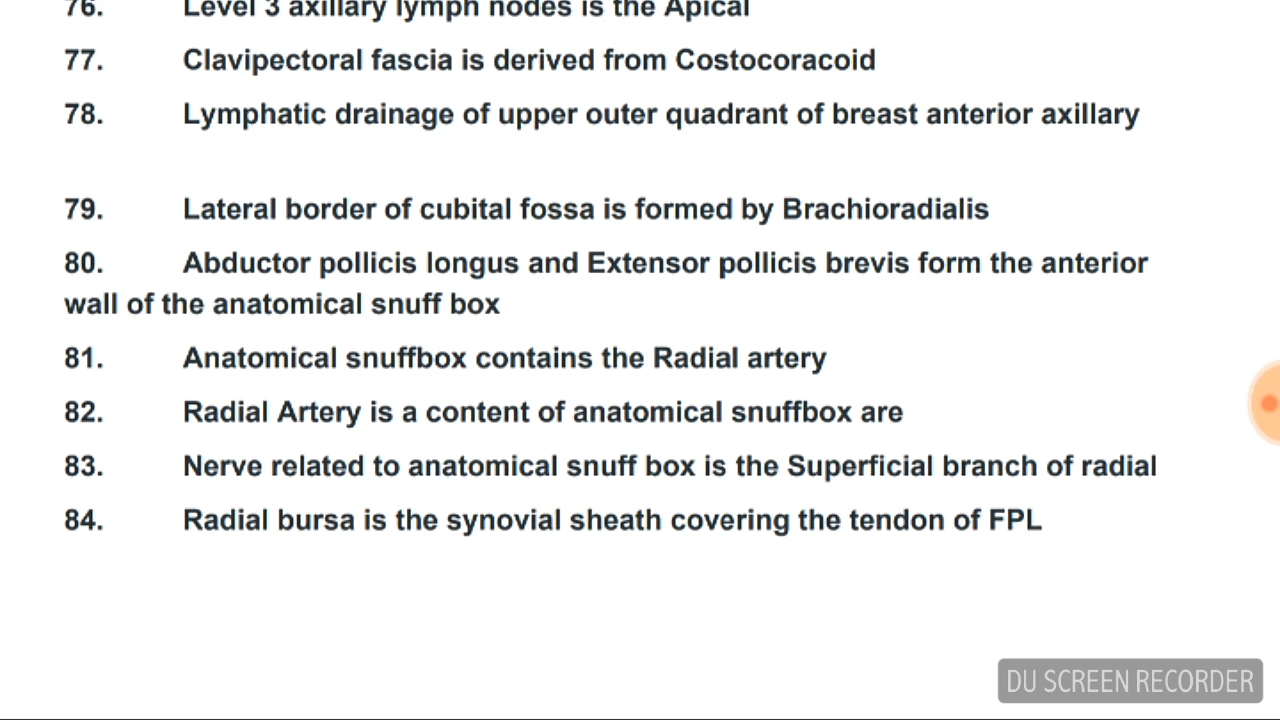 76. Level 3 axillary lymph nodes is the Apical
77. Clavipectoral fascia is derived from Costocoracoid
78. Lymphatic drainage of upper outer quadrant of breast anterior axillary
79. Lateral border of cubital fossa is formed by Brachioradialis
80. Abductor pollicis longus and Extensor pollicis brevis form the anterior
wall of the anatomical snuff box
81. Anatomical snuffbox contains the Radial artery
82. Radial Artery is a content of anatomical snuffbox are
83. Nerve related to anatomical snuff box is the Superficial branch of radial
84. Radial bursa is the synovial sheath covering the tendon of FPL
DU SCREEN RECORDER